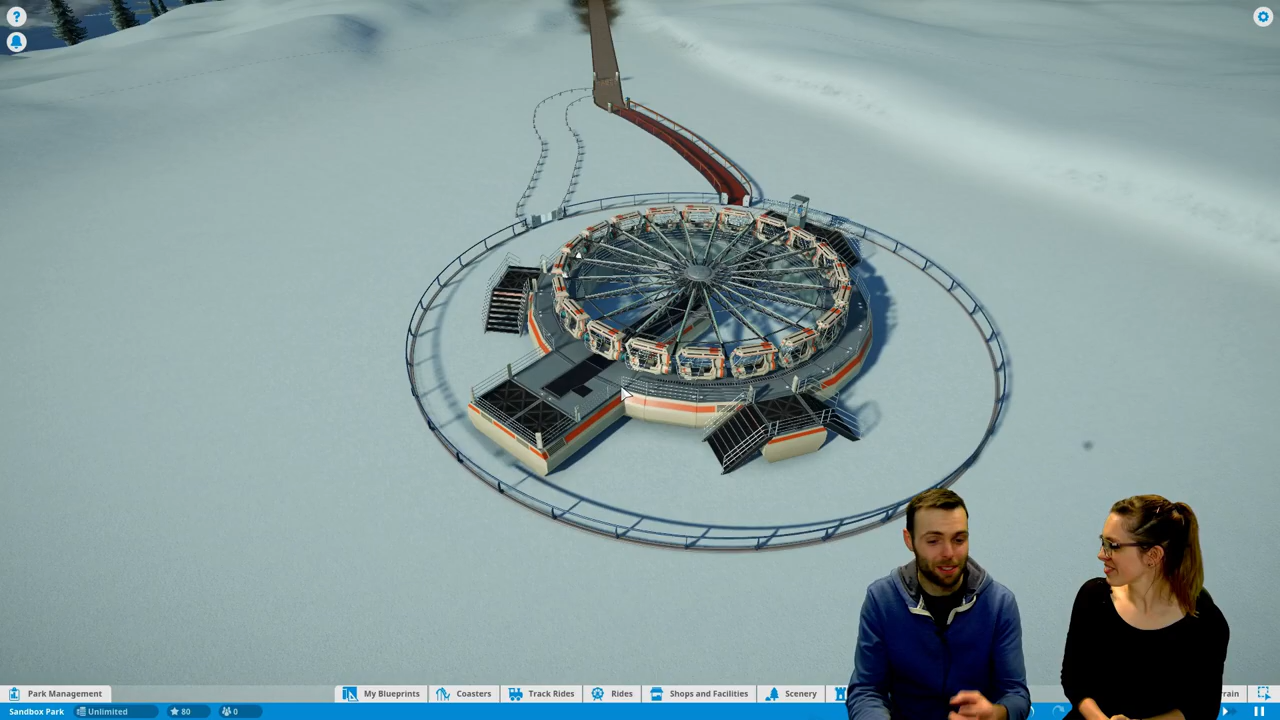 ?
Park Management
My Blueprints
Coasters
Track Rides
Rides
Shops and Facilities
Scenery
rain
Sandbox Park
Unlimited
80
0